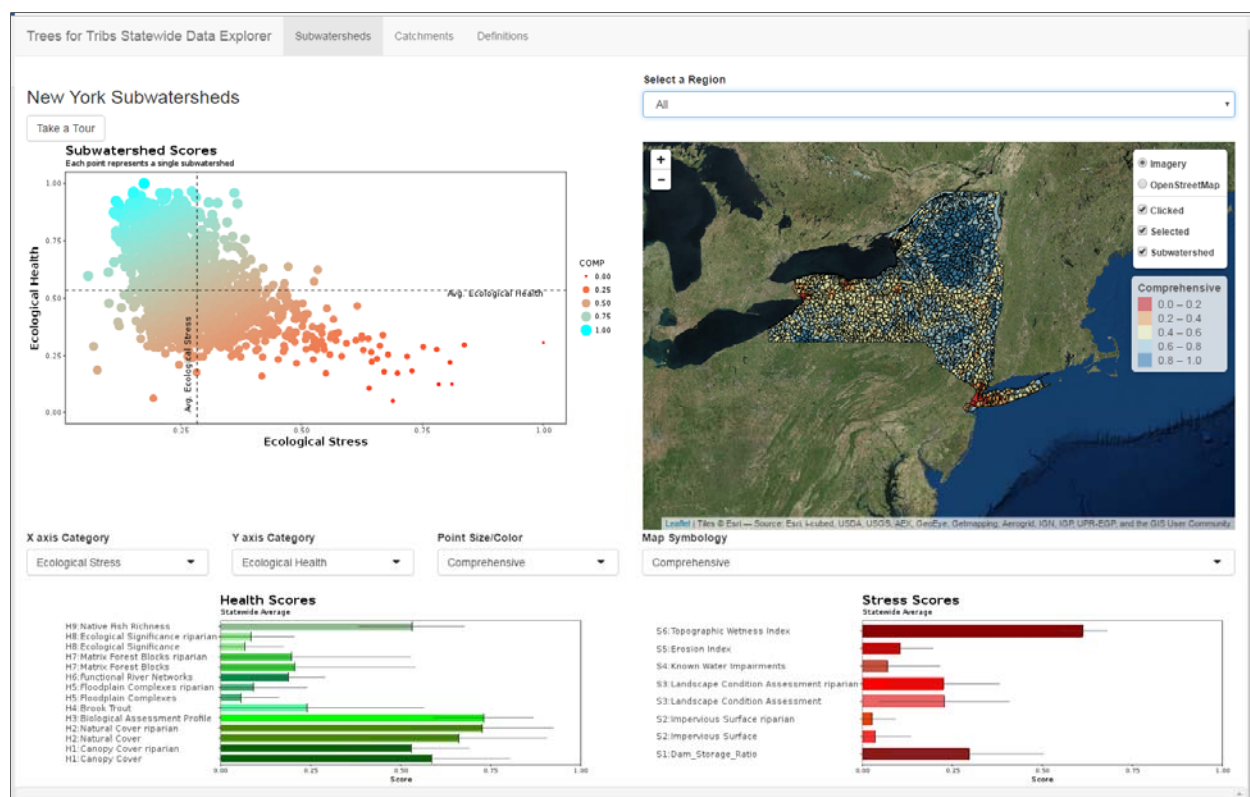 Trees for Tribs Statewide Data Explorer
Subwatersheds
Catchments
Definitions
New York Subwatersheds
Take a Tour
Select a Region
All
Subwatershed Scores
Each point represents a single subwatershed
1.00
0.75
0.50
0.25
0.00
Ecological Health
Avg. Ecological Health
Avg. Ecological Stress
0.25
0.50
0.75
1.00
Ecological Stress
COMP
0.00
0.25
0.50
0.75
1.00
+
−
Imagery
OpenStreetMap
Clicked
Selected
Subwatershed
Comprehensive
0.0 – 0.2
0.2 – 0.4
0.4 – 0.6
0.6 – 0.8
0.8 – 1.0
Leaflet | Tiles © Esri — Source: Esri, i-cubed, USDA, USGS, AEX, GeoEye, Getmapping, Aerogrid, IGN, IGP, UPR-EGP, and the GIS User Community
X axis Category
Ecological Stress
Y axis Category
Ecological Health
Point Size/Color
Comprehensive
Map Symbology
Comprehensive
Health Scores
Statewide Average
H9:Native Fish Richness
H8:Ecological Significance riparian
H8:Ecological Significance
H7:Matrix Forest Blocks riparian
H7:Matrix Forest Blocks
H6:Functional River Networks
H5:Floodplain Complexes riparian
H5:Floodplain Complexes
H4:Brook Trout
H3:Biological Assessment Profile
H2:Natural Cover riparian
H2:Natural Cover
H1:Canopy Cover riparian
H1:Canopy Cover
0.00
0.25
0.50
0.75
1.00
Score
Stress Scores
Statewide Average
S6:Topographic Wetness Index
S5:Erosion Index
S4:Known Water Impairments
S3:Landscape Condition Assessment riparian
S3:Landscape Condition Assessment
S2:Impervious Surface riparian
S2:Impervious Surface
S1:Dam_Storage_Ratio
0.00
0.25
0.50
0.75
1.00
Score